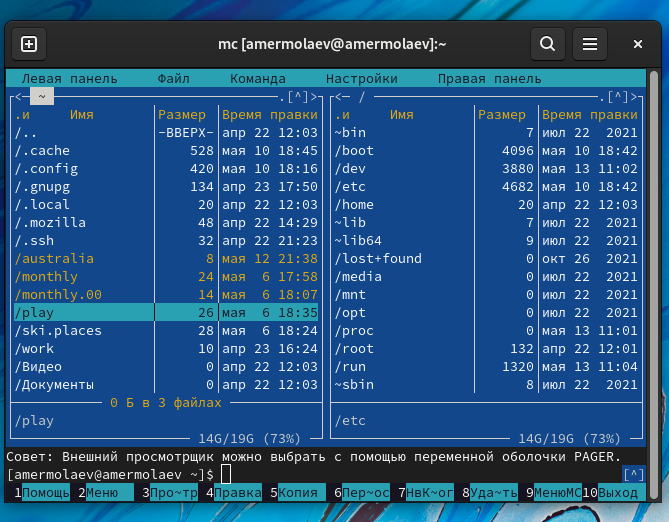 mc [amermolaev@amermolaev]:~
Левая панель Файл Команда Настройки Правая панель
<— ~ .[^]>
.и Имя Размер Время правки
/.. -ВВЕРХ- апр 22 12:03
/.cache 528 мая 10 18:45
/.config 420 мая 10 18:16
/.gnupg 134 апр 23 17:50
/.local 20 апр 22 12:03
/.mozilla 48 апр 22 14:29
/.ssh 32 апр 22 21:23
/australia 8 мая 12 21:38
/monthly 24 мая 6 17:58
/monthly.00 14 мая 6 18:07
/play 26 мая 6 18:35
/ski.places 28 мая 6 18:24
/work 10 апр 23 16:24
/Видео 0 апр 22 12:03
/Документы 0 апр 22 12:03
0 Б в 3 файлах
/play
14G/19G (73%)
<— / .[^]>
.и Имя Размер Время правки
~bin 7 июл 22 2021
/boot 4096 мая 10 18:42
/dev 3880 мая 13 11:02
/etc 4682 мая 10 18:42
/home 20 апр 22 12:03
~lib 7 июл 22 2021
~lib64 9 июл 22 2021
/lost+found 0 окт 26 2021
/media 0 июл 22 2021
/mnt 0 июл 22 2021
/opt 0 июл 22 2021
/proc 0 мая 13 11:01
/root 132 апр 22 12:01
/run 1320 мая 13 11:04
~sbin 8 июл 22 2021
/etc
14G/19G (73%)
Совет: Внешний просмотрщик можно выбрать с помощью переменной оболочки PAGER.
[amermolaev@amermolaev ~]$ [^]
1Помощь 2Меню 3Про~тр 4Правка 5Копия 6Пер~ос 7НвК~ог 8Уда~ть 9МенюМС 10Выход